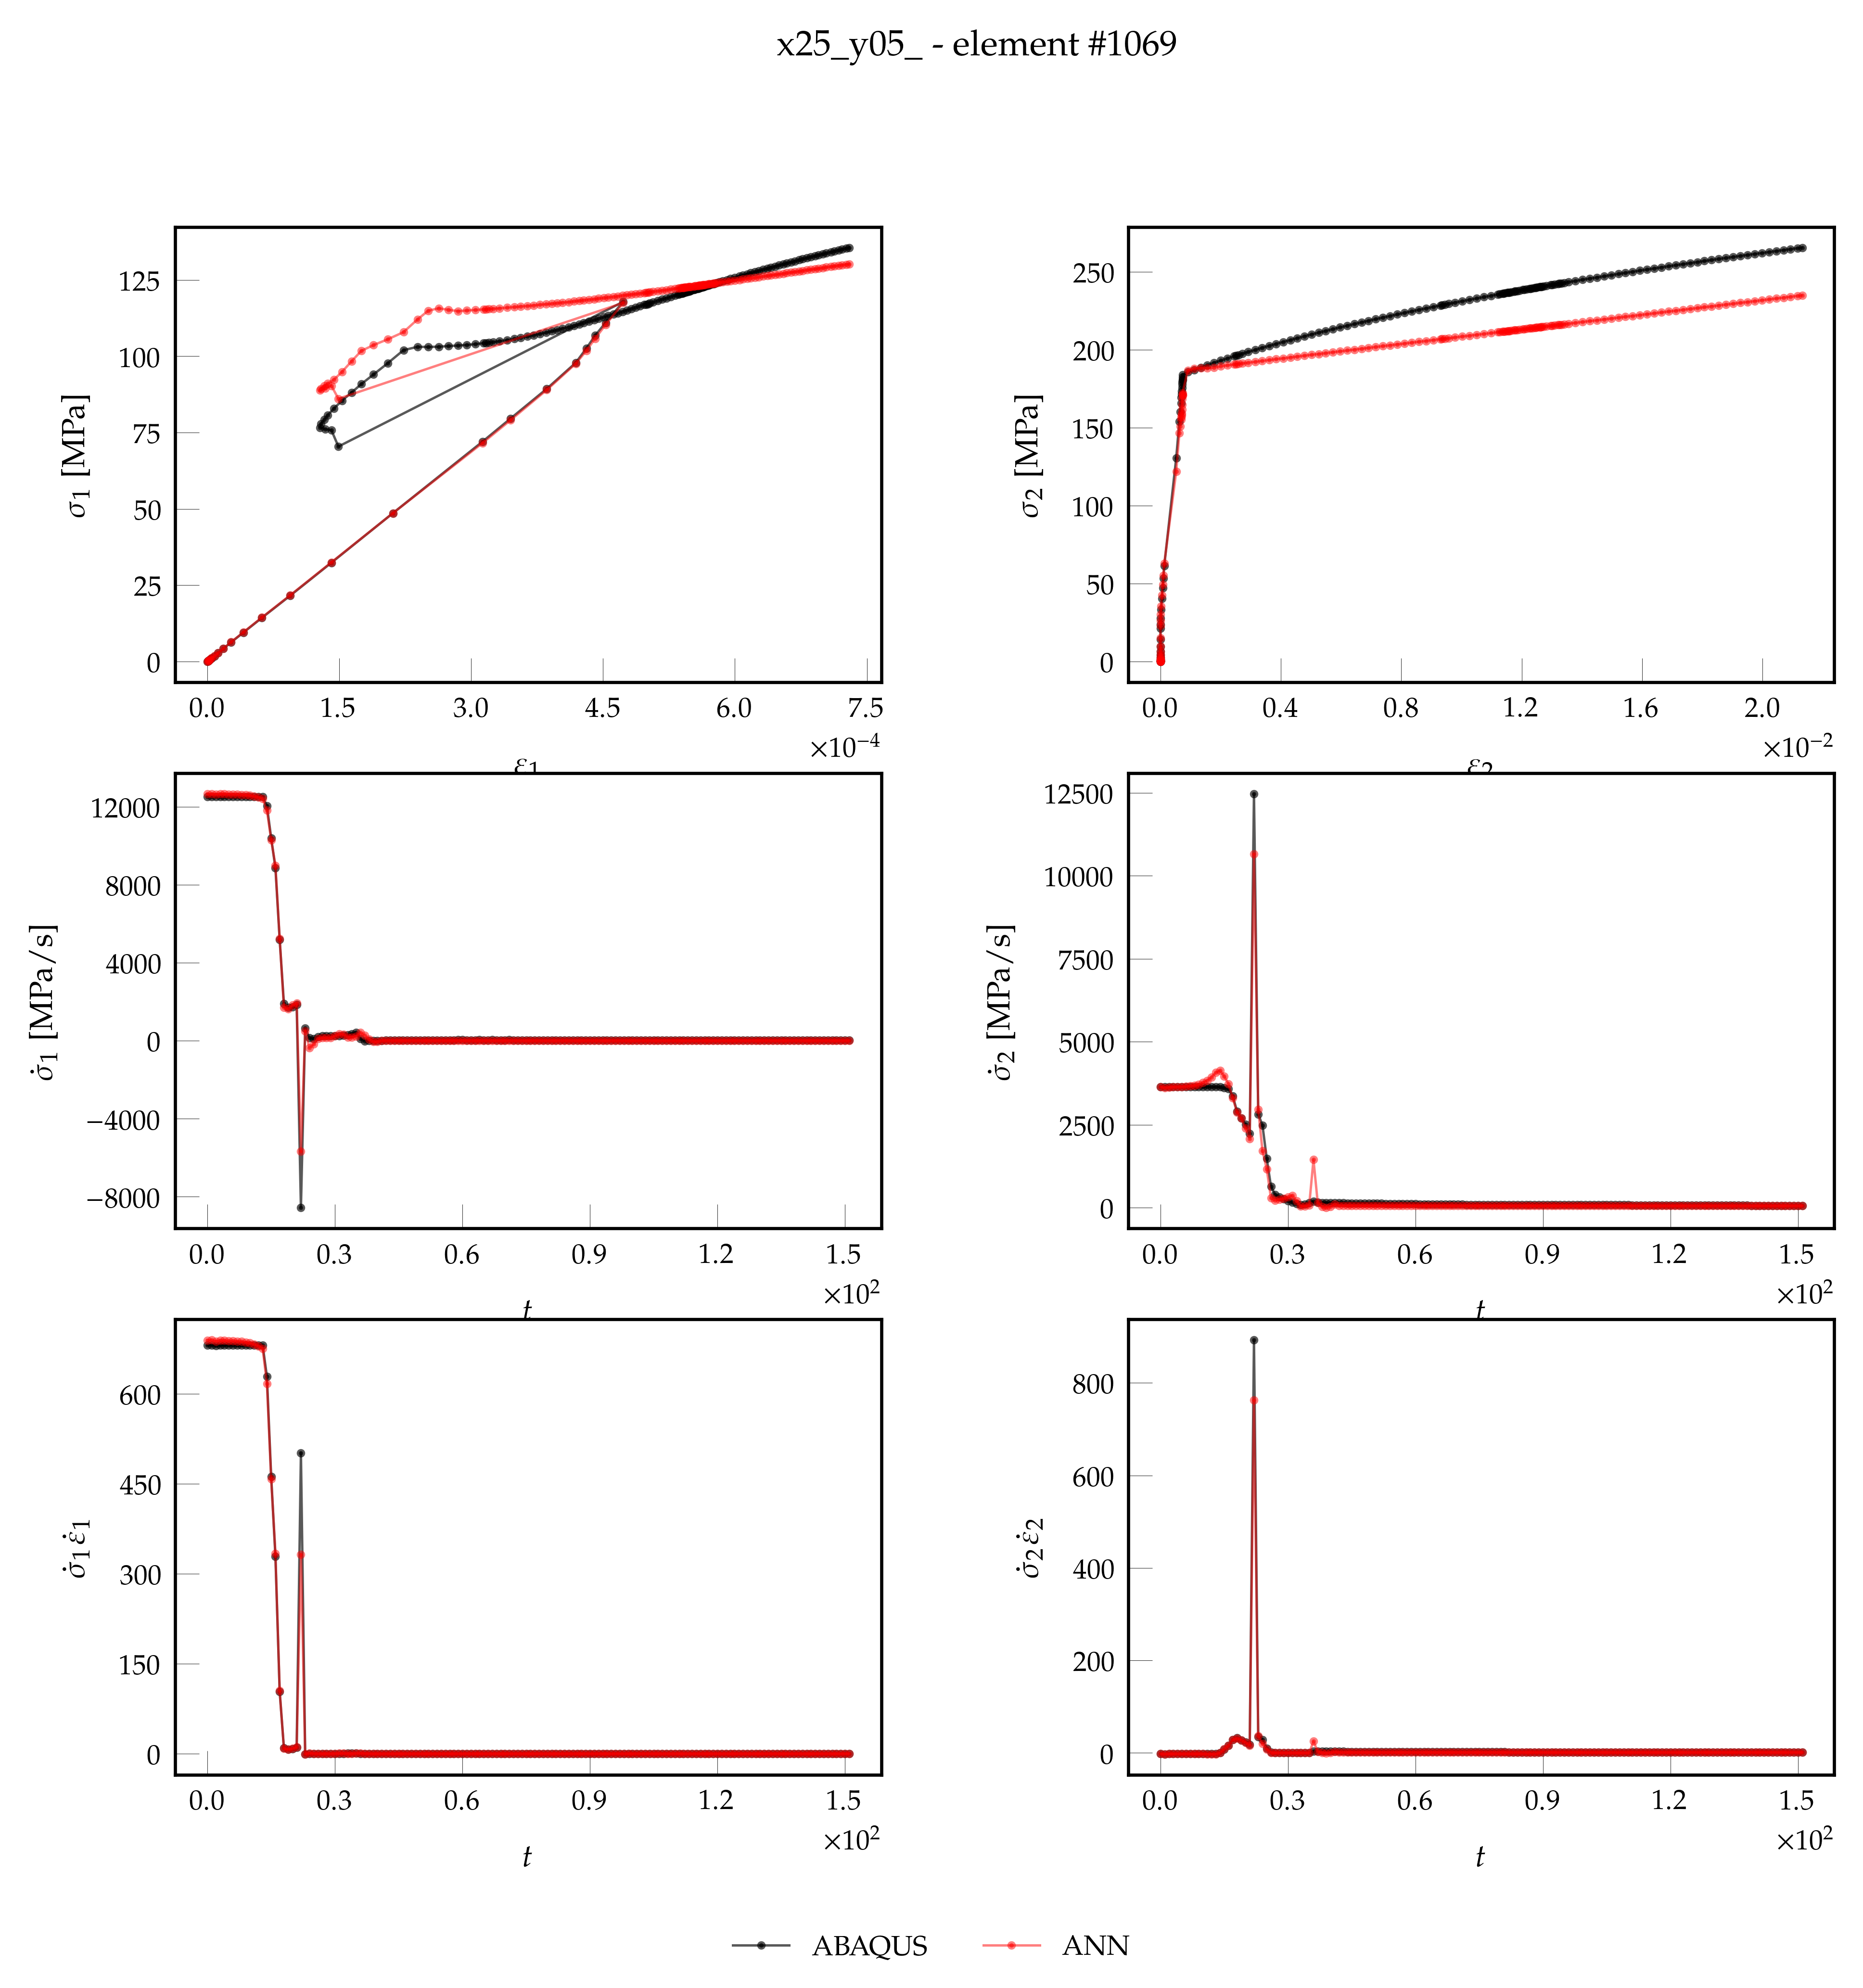 x25_y05_ - element #1069
σ1 [MPa]
125
100
75
50
25
0
0.0 1.5 3.0 4.5 6.0 7.5
×10−4
ε1
σ2 [MPa]
250
200
150
100
50
0
0.0 0.4 0.8 1.2 1.6 2.0
×10−2
ε2
σ̇1 [MPa/s]
12000
8000
4000
0
−4000
−8000
0.0 0.3 0.6 0.9 1.2 1.5
×10²
t
σ̇2 [MPa/s]
12500
10000
7500
5000
2500
0
0.0 0.3 0.6 0.9 1.2 1.5
×10²
t
σ̇1ε̇1
600
450
300
150
0
0.0 0.3 0.6 0.9 1.2 1.5
×10²
t
σ̇2ε̇2
800
600
400
200
0
0.0 0.3 0.6 0.9 1.2 1.5
×10²
t
ABAQUS ANN